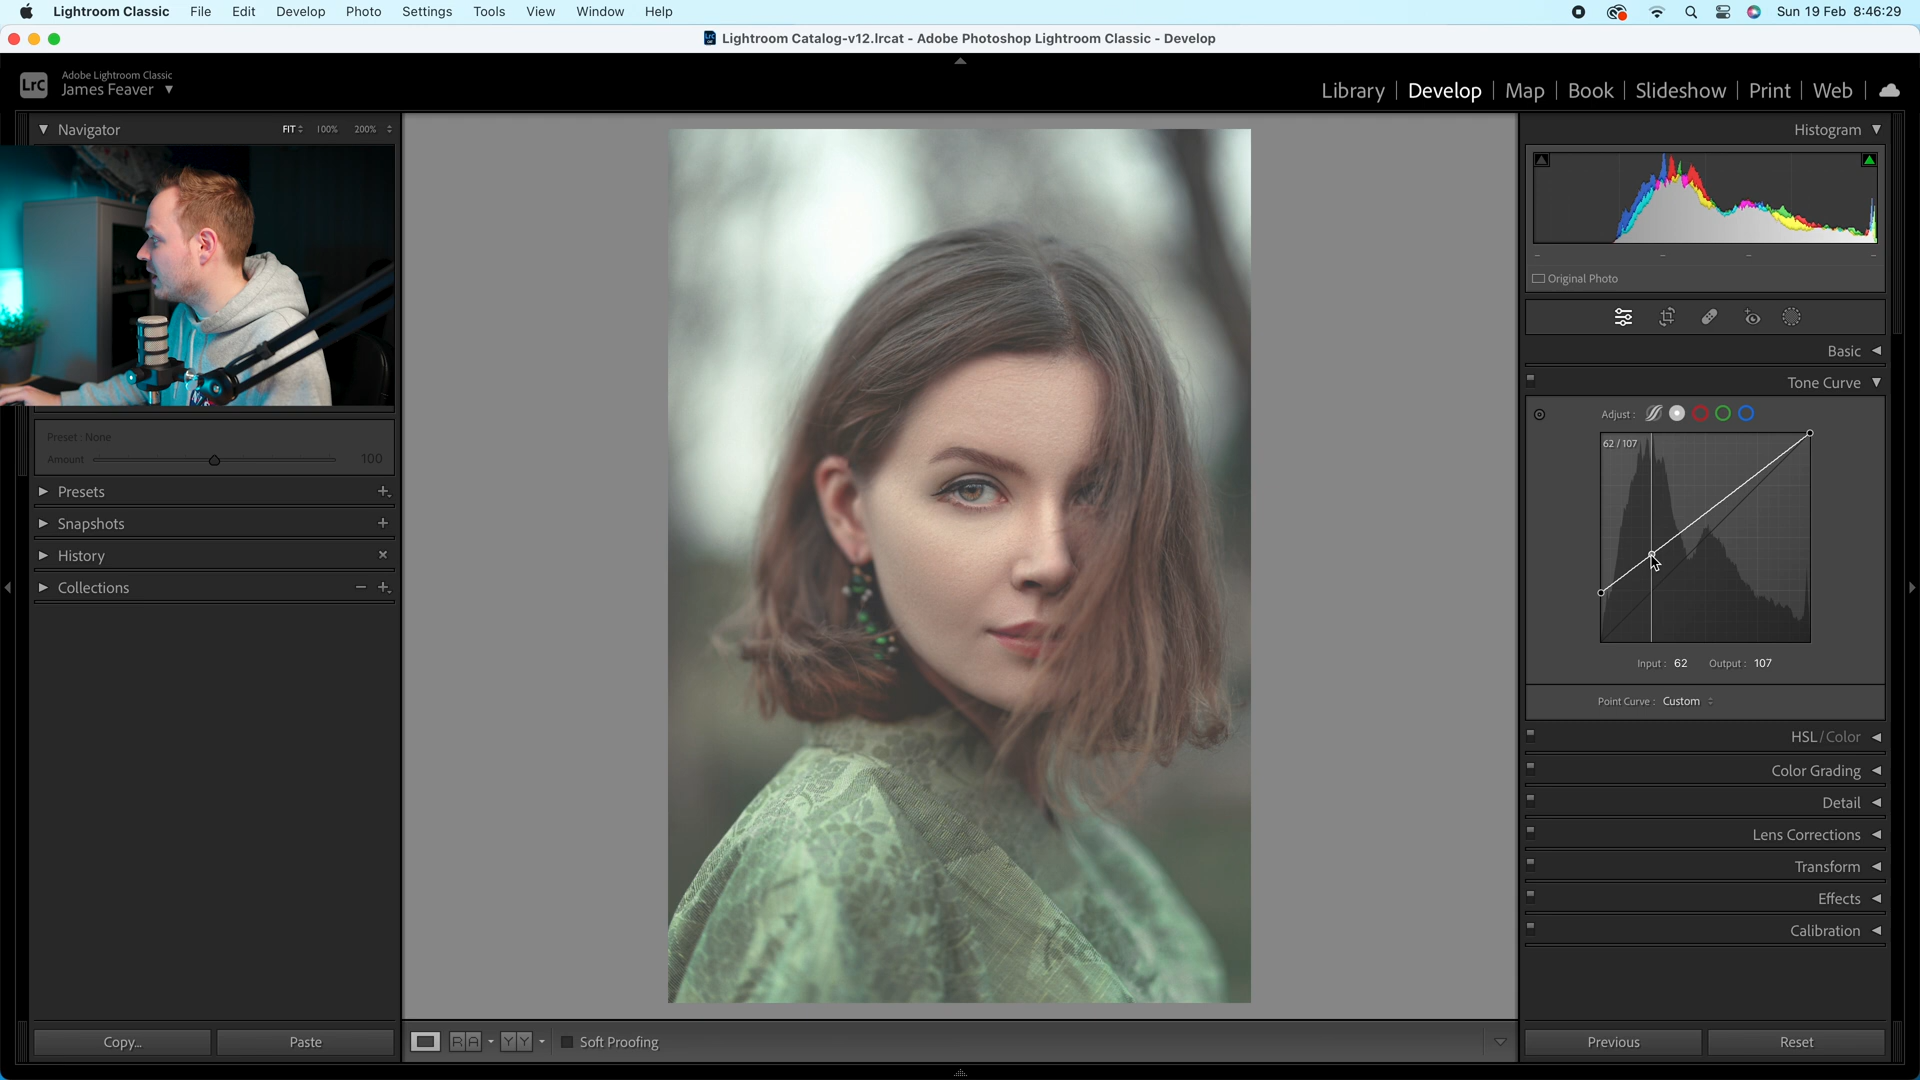 Lightroom Classic File Edit Develop Photo Settings Tools View Window Help Sun 19 Feb 8:46:29
Lightroom Catalog-v12.lrcat - Adobe Photoshop Lightroom Classic - Develop
LrC
Adobe Lightroom Classic
James Feaver
Library Develop Map Book Slideshow Print Web
Navigator FIT 100% 200%
Histogram
Original Photo
Basic
Tone Curve
Adjust :
62 / 107
Input : 62 Output : 107
Point Curve : Custom
HSL / Color
Color Grading
Detail
Lens Corrections
Transform
Effects
Calibration
Preset : None
Amount 100
Presets
Snapshots
History
Collections
Copy... Paste
R A Y Y Soft Proofing
Previous Reset